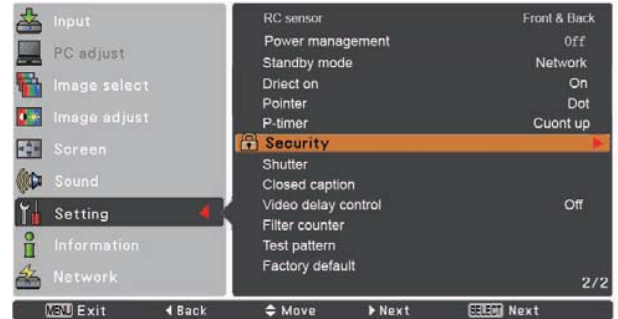 Input
PC adjust
Image select
Image adjust
Screen
Sound
Setting
Information
Network
RC sensor Front & Back
Power management Off
Standby mode Network
Driect on On
Pointer Dot
P-timer Cuont up
Security
Shutter
Closed caption
Video delay control Off
Filter counter
Test pattern
Factory default
2/2
MENU Exit Back Move Next SELECT Next